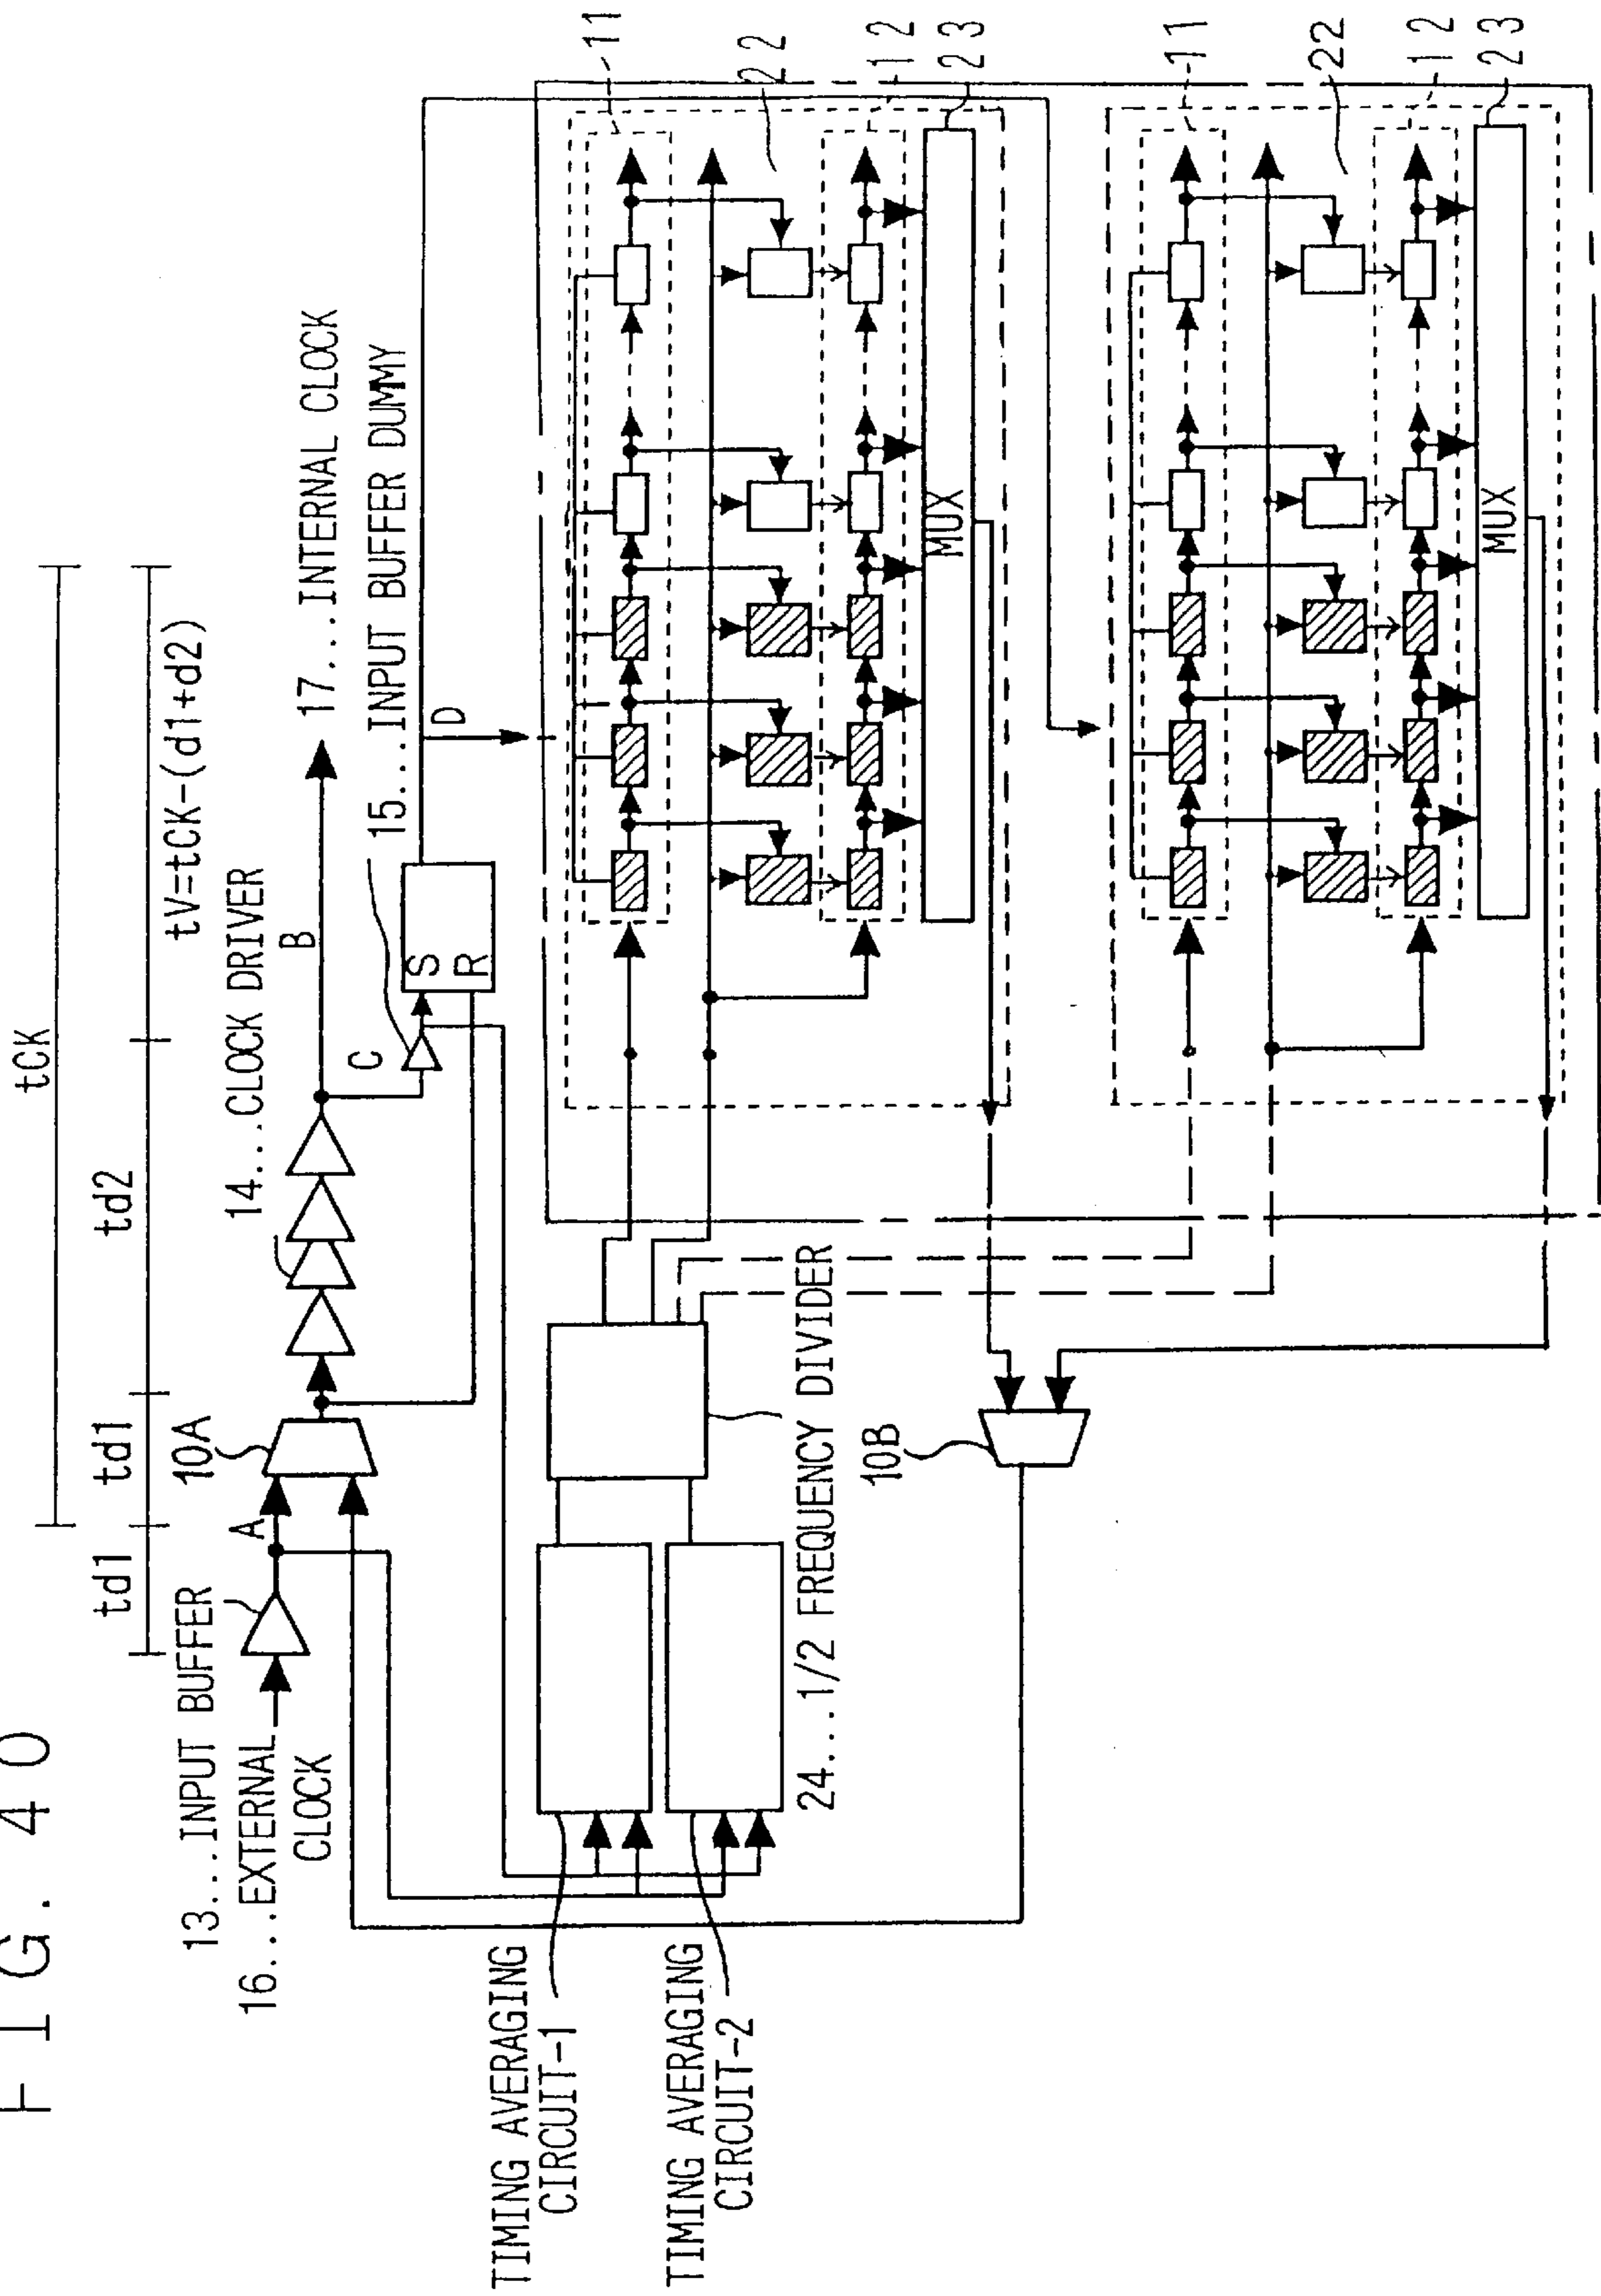 FIG. 40
tCK
td1
td1
td2
tV=tCK-(d1+d2)
13...INPUT BUFFER
16...EXTERNAL
CLOCK
A
10A
14...CLOCK DRIVER
B
17...INTERNAL CLOCK
C
15...INPUT BUFFER DUMMY
S
R
D
TIMING AVERAGING
CIRCUIT-1
TIMING AVERAGING
CIRCUIT-2
24...1/2 FREQUENCY DIVIDER
10B
11
22
12
MUX
23
11
22
12
MUX
23